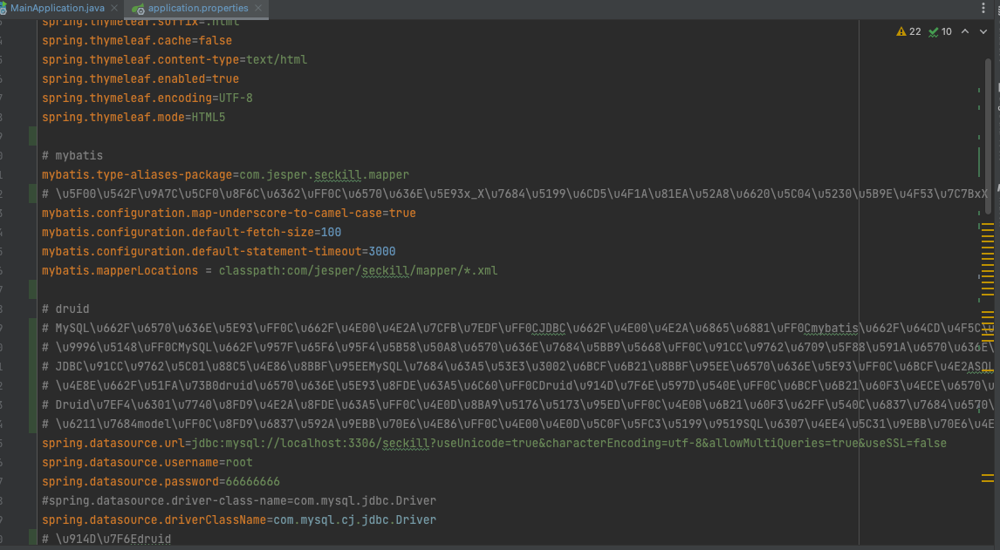 MainApplication.java
application.properties
22
10
spring.thymeleaf.suffix=.html
spring.thymeleaf.cache=false
spring.thymeleaf.content-type=text/html
spring.thymeleaf.enabled=true
spring.thymeleaf.encoding=UTF-8
spring.thymeleaf.mode=HTML5
# mybatis
mybatis.type-aliases-package=com.jesper.seckill.mapper
# \u5F00\u542F\u9A7C\u5CF0\u8F6C\u6362\uFF0C\u6570\u636E\u5E93x_X\u7684\u5199\u6CD5\u4F1A\u81EA\u52A8\u6620\u5C04\u5230\u5B9E\u4F53\u7C7BxX
mybatis.configuration.map-underscore-to-camel-case=true
mybatis.configuration.default-fetch-size=100
mybatis.configuration.default-statement-timeout=3000
mybatis.mapperLocations = classpath:com/jesper/seckill/mapper/*.xml
# druid
# MySQL\u662F\u6570\u636E\u5E93\uFF0C\u662F\u4E00\u4E2A\u7CFB\u7EDF\uFF0CJDBC\u662F\u4E00\u4E2A\u6865\u6881\uFF0Cmybatis\u662F\u64CD\u4F5C\u
# \u9996\u5148\uFF0CMySQL\u662F\u957F\u65F6\u95F4\u5B58\u50A8\u6570\u636E\u7684\u5BB9\u5668\uFF0C\u91CC\u9762\u6709\u5F88\u591A\u6570\u636E\
# JDBC\u91CC\u9762\u5C01\u88C5\u4E86\u8BBF\u95EEMySQL\u7684\u63A5\u53E3\u3002\u6BCF\u6B21\u8BBF\u95EE\u6570\u636E\u5E93\uFF0C\u6BCF\u4E2ASQL
# \u4E8E\u662F\u51FA\u73B0druid\u6570\u636E\u5E93\u8FDE\u63A5\u6C60\uFF0CDruid\u914D\u7F6E\u597D\u540E\uFF0C\u6BCF\u6B21\u60F3\u4ECE\u6570\u
# Druid\u7EF4\u6301\u7740\u8FD9\u4E2A\u8FDE\u63A5\uFF0C\u4E0D\u8BA9\u5176\u5173\u95ED\uFF0C\u4E0B\u6B21\u60F3\u62FF\u540C\u6837\u7684\u6570
# \u6211\u7684model\uFF0C\u8FD9\u6837\u592A\u9EBB\u70E6\u4E86\uFF0C\u4E00\u4E0D\u5C0F\u5FC3\u5199\u9519SQL\u6307\u4EE4\u5C31\u9EBB\u70E6\u4E
spring.datasource.url=jdbc:mysql://localhost:3306/seckill?useUnicode=true&characterEncoding=utf-8&allowMultiQueries=true&useSSL=false
spring.datasource.username=root
spring.datasource.password=66666666
#spring.datasource.driver-class-name=com.mysql.jdbc.Driver
spring.datasource.driverClassName=com.mysql.cj.jdbc.Driver
# \u914D\u7F6Edruid